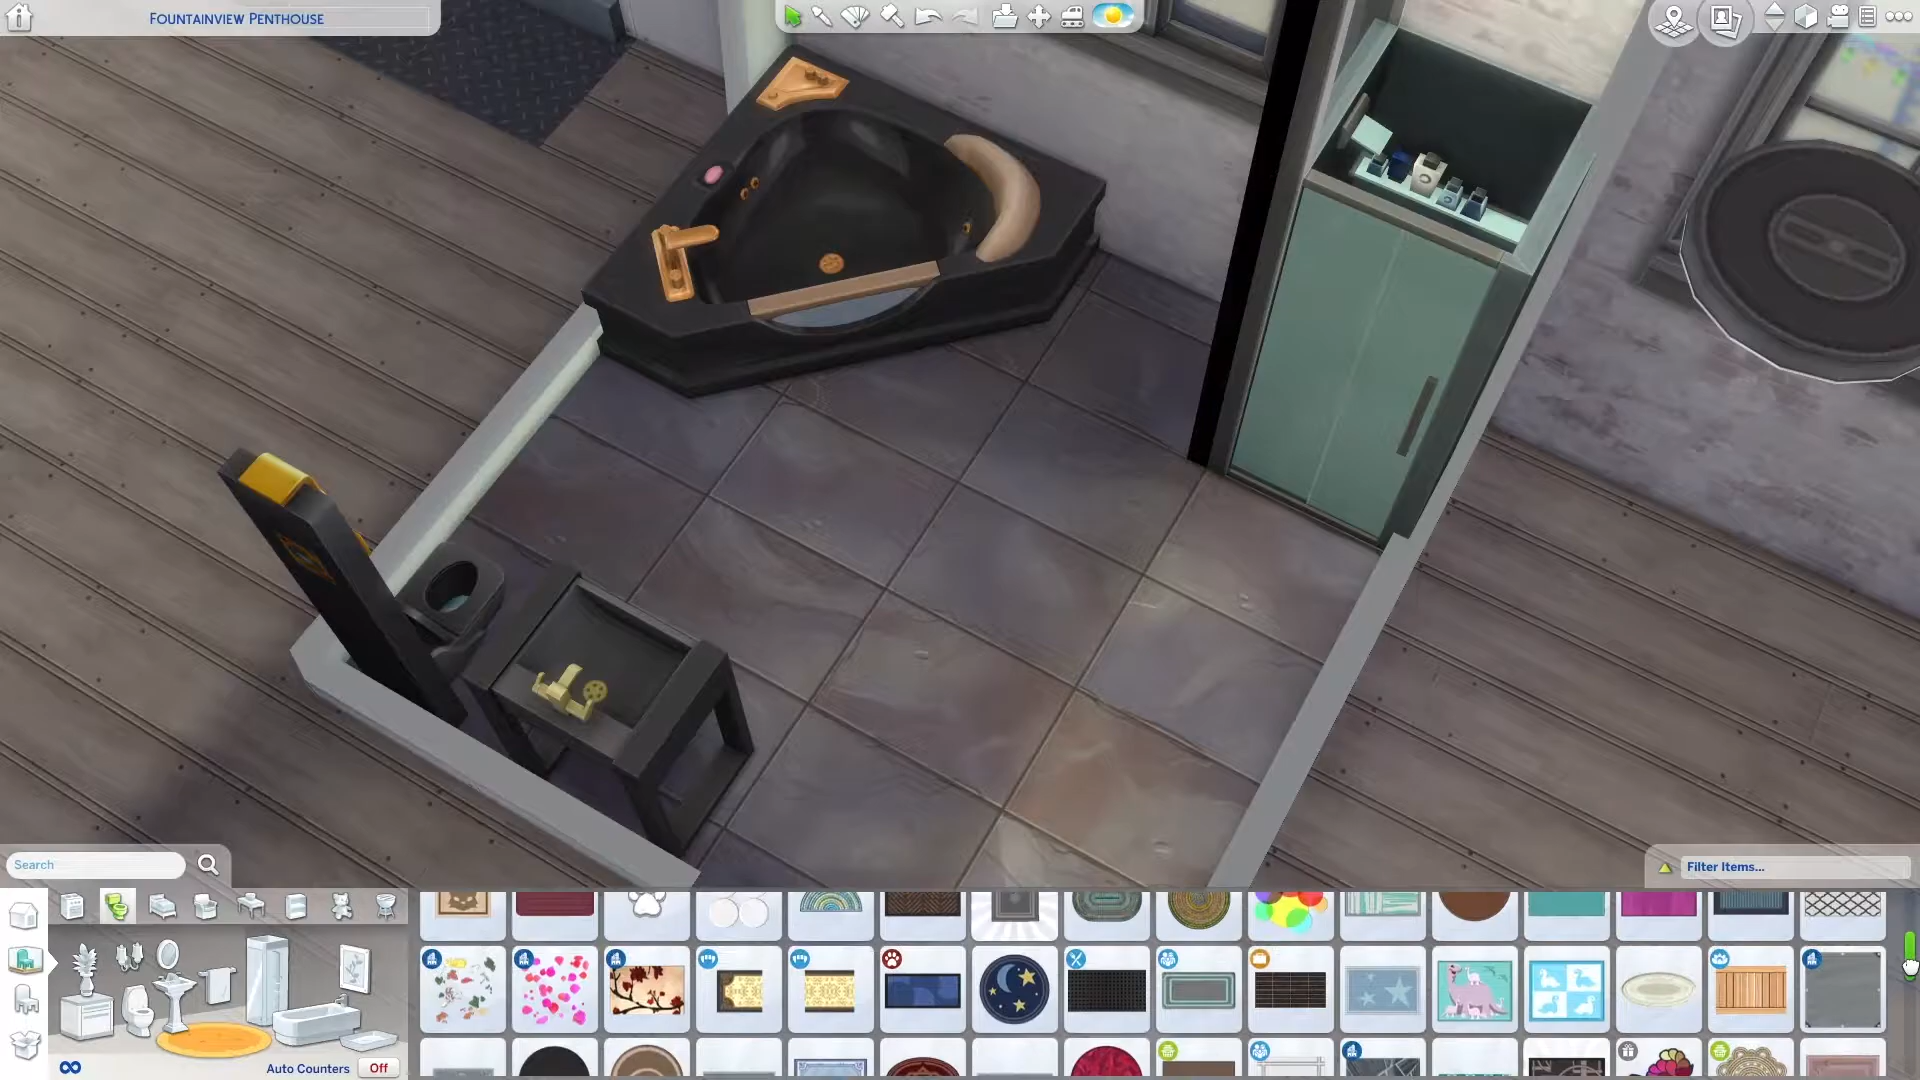 Fountainview Penthouse
Search
Filter Items...
Auto Counters
Off